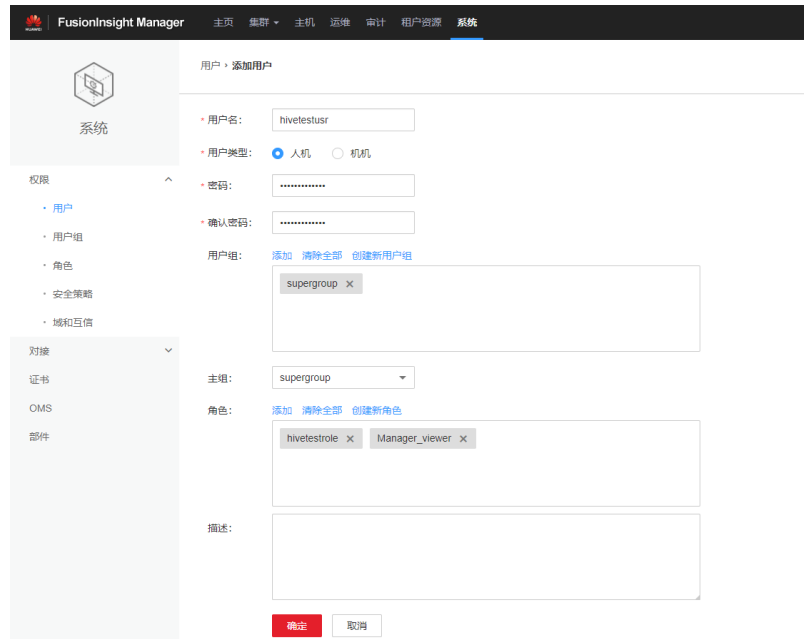 HUAWEI FusionInsight Manager 主页 集群 主机 运维 审计 租户资源 系统
系统
权限
用户
用户组
角色
安全策略
域和互信
对接
证书
OMS
部件
用户 › 添加用户
* 用户名: hivetestusr
* 用户类型: 人机 机机
* 密码: •••••••••••••
* 确认密码: •••••••••••••
用户组: 添加 清除全部 创建新用户组
supergroup ×
主组: supergroup
角色: 添加 清除全部 创建新角色
hivetestrole × Manager_viewer ×
描述:
确定 取消